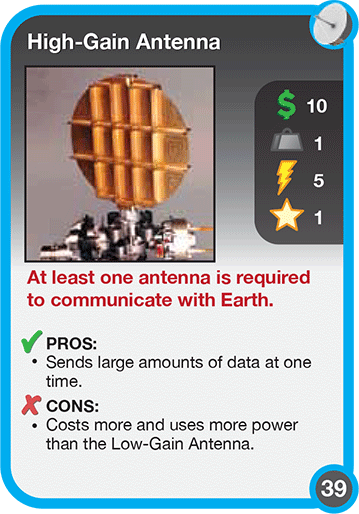 High-Gain Antenna
10
1
5
1
At least one antenna is required
to communicate with Earth.
PROS:
• Sends large amounts of data at one
time.
CONS:
• Costs more and uses more power
than the Low-Gain Antenna.
39